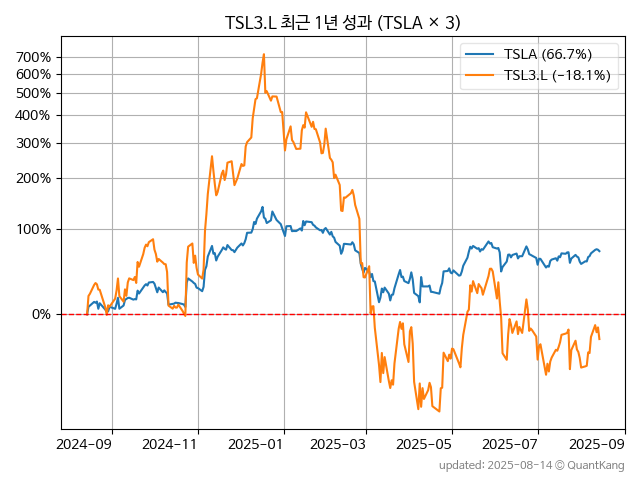 TSL3.L 최근 1년 성과 (TSLA × 3)
TSLA (66.7%)
TSL3.L (−18.1%)
700%
600%
500%
400%
300%
200%
100%
0%
2024-09 2024-11 2025-01 2025-03 2025-05 2025-07 2025-09
updated: 2025-08-14 © QuantKang